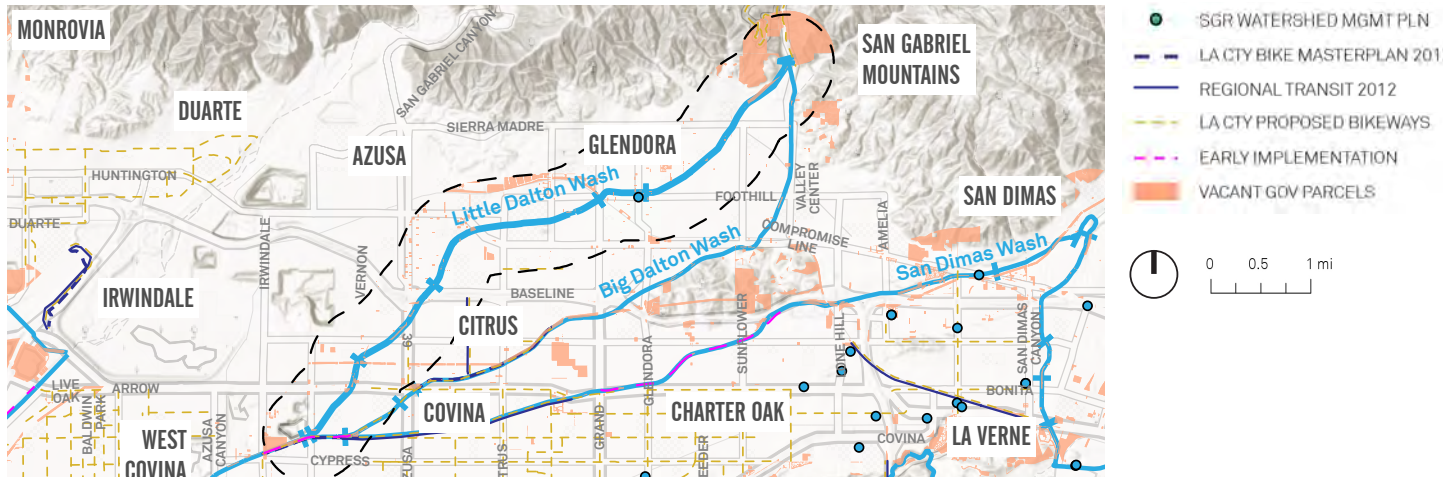 MONROVIA
SAN GABRIEL CANYON
SAN GABRIEL
MOUNTAINS
DUARTE
SIERRA MADRE
GLENDORA
AZUSA
HUNTINGTON
Little Dalton Wash
FOOTHILL
VALLEY
CENTER
SAN DIMAS
DUARTE
IRWINDALE
VERNON
COMPROMISE
LINE
AMELIA
Big Dalton Wash
San Dimas Wash
IRWINDALE
BASELINE
CITRUS
39
SUNFLOWER
LONE HILL
SAN DIMAS
CANYON
LIVE
OAK
ARROW
BALDWIN
PARK
AZUSA
CANYON
GLENDORA
BONITA
COVINA
GRAND
CHARTER OAK
COVINA
LA VERNE
WEST
COVINA
CYPRESS
AZUSA
TRUS
REEDER
SGR WATERSHED MGMT PLN
LA CTY BIKE MASTERPLAN 201
REGIONAL TRANSIT 2012
LA CTY PROPOSED BIKEWAYS
EARLY IMPLEMENTATION
VACANT GOV PARCELS
0 0.5 1 mi